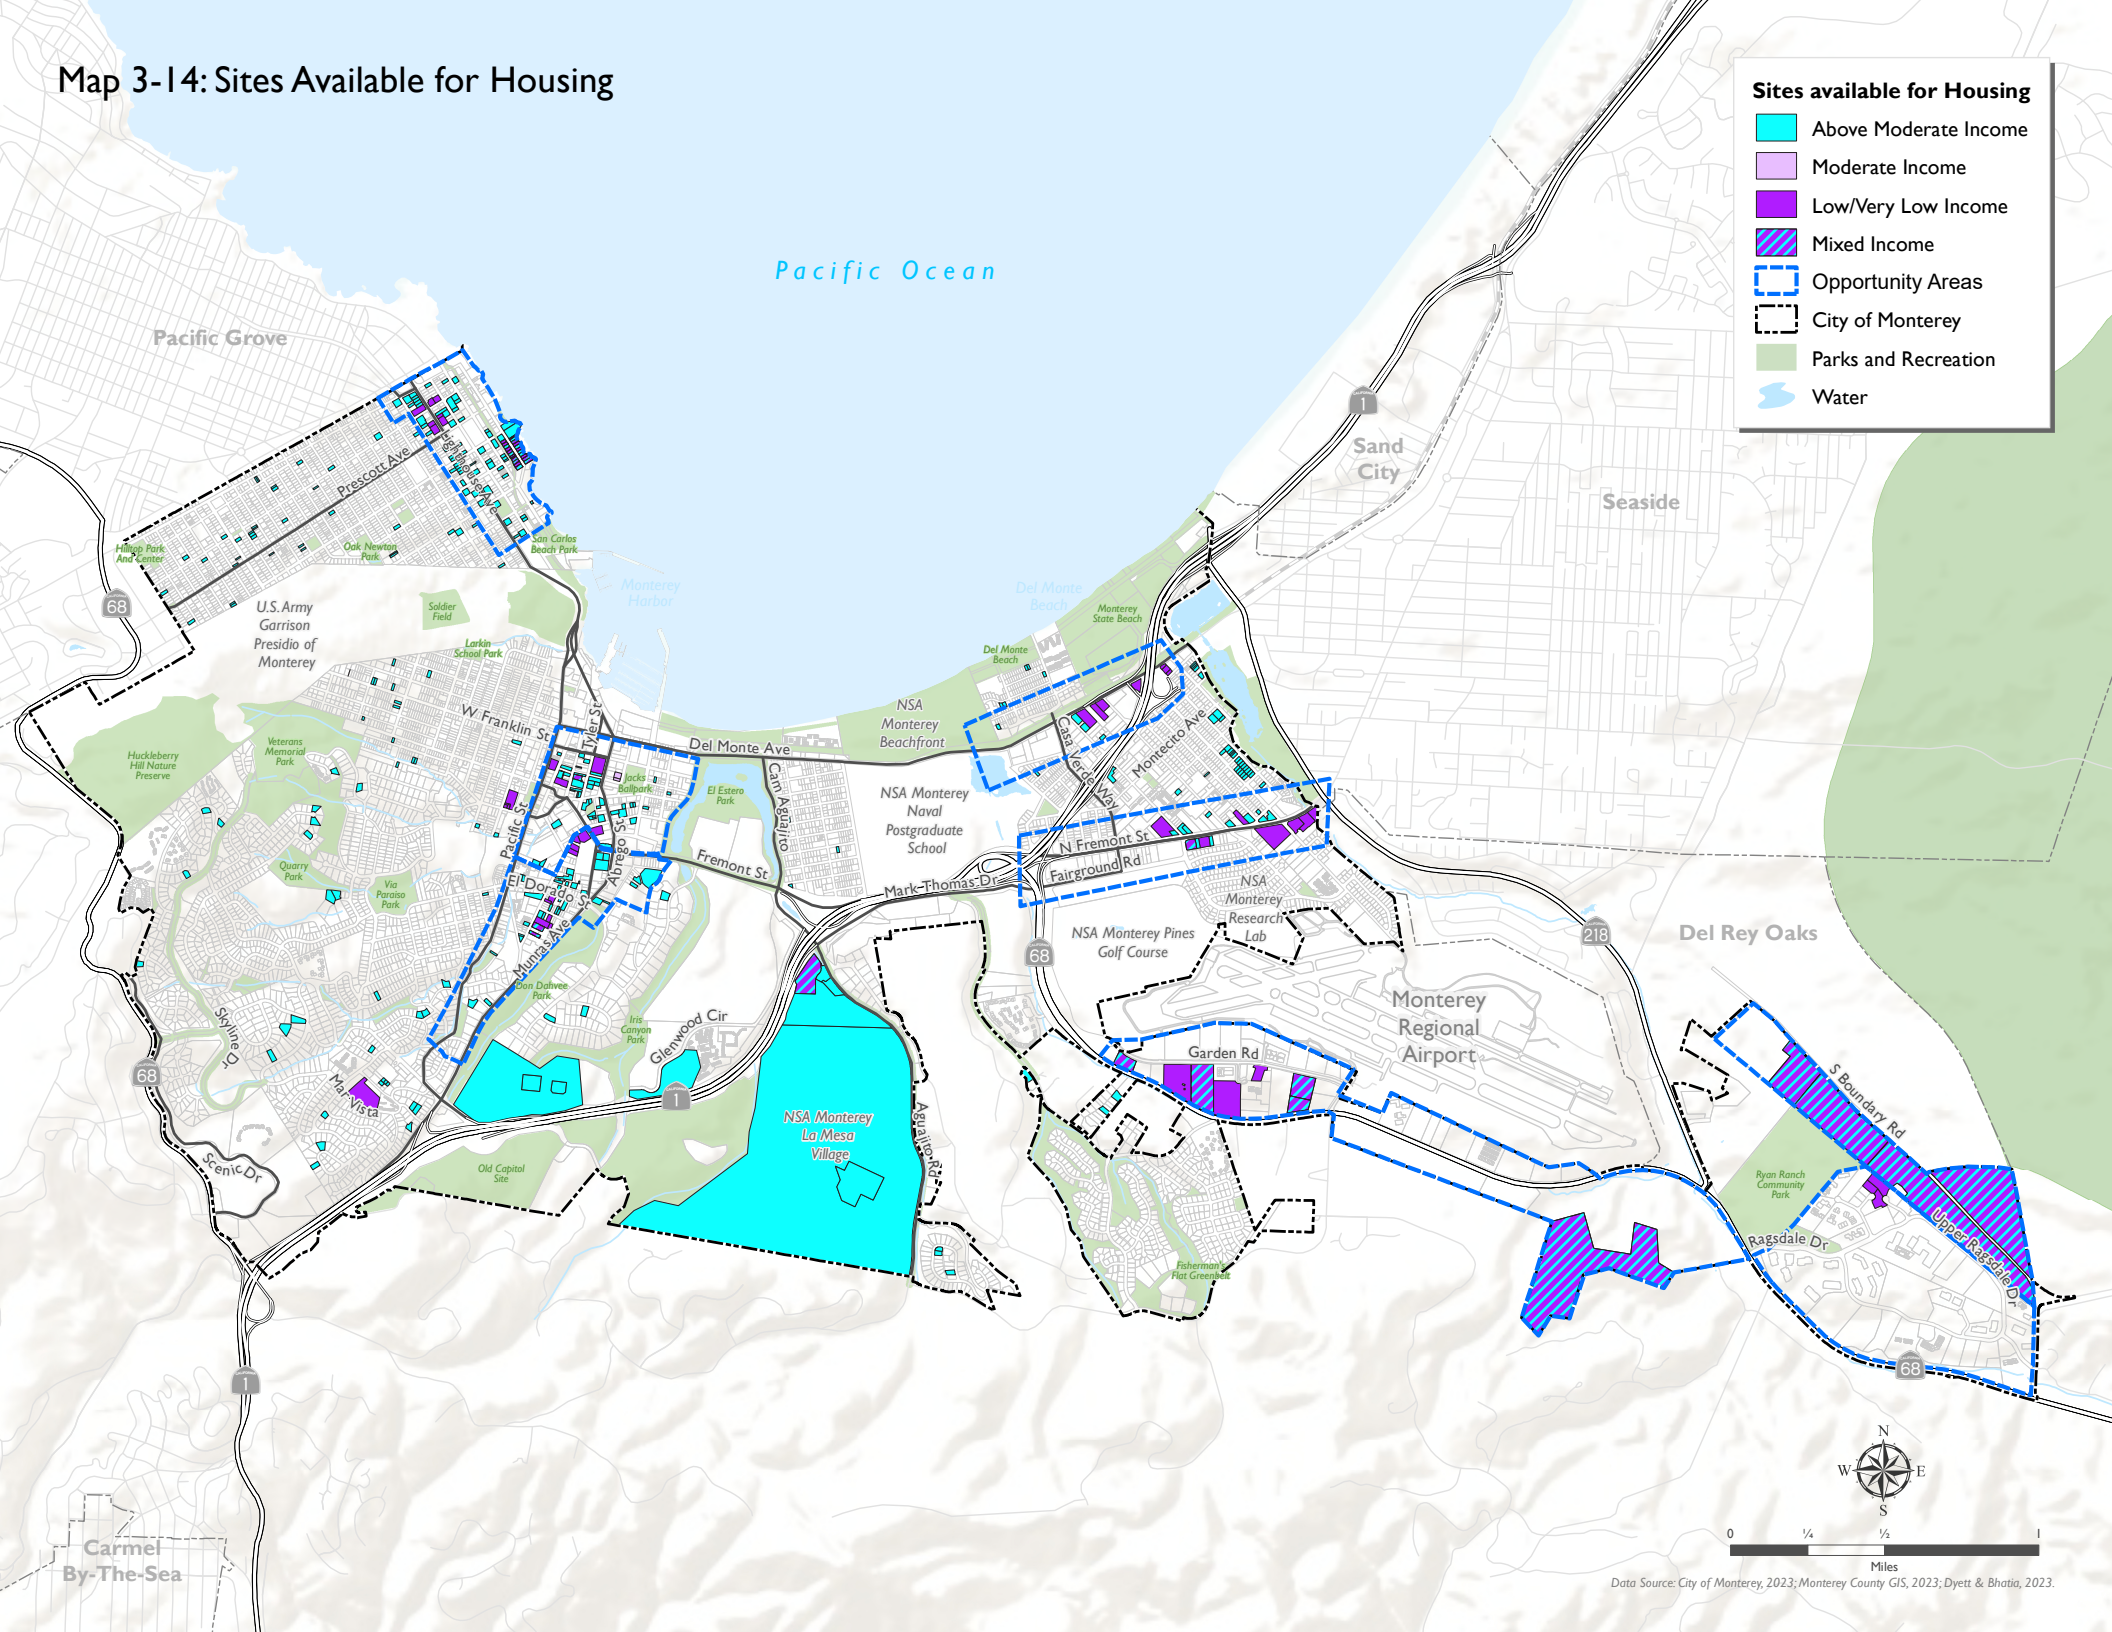 Map 3-14: Sites Available for Housing
Sites available for Housing
Above Moderate Income
Moderate Income
Low/Very Low Income
Mixed Income
Opportunity Areas
City of Monterey
Parks and Recreation
Water
Pacific Ocean
Pacific Grove
1
Sand
City
Seaside
Prescott Ave
Lighthouse Ave
Hilltop Park
And Center
Oak Newton
Park
San Carlos
Beach Park
68
U.S. Army
Garrison
Presidio of
Monterey
Soldier
Field
Larkin
School Park
Monterey
Harbor
Del Monte
Beach
Monterey
State Beach
Del Monte
Beach
NSA
Monterey
Beachfront
W Franklin St
Tyler St
Del Monte Ave
Huckleberry
Hill Nature
Preserve
Veterans
Memorial
Park
Jacks
Ballpark
El Estero
Park
Cam Aguajito
NSA Monterey
Naval
Postgraduate
School
Casa Verde Way
Montecito Ave
Pacific St
Abrego St
Fremont St
N Fremont St
Fairground Rd
Mark Thomas Dr
Quarry
Park
Via
Paraiso
Park
El Dorado St
Munras Ave
NSA
Monterey
Research
Lab
NSA Monterey Pines
Golf Course
68
218
Del Rey Oaks
Don Dahvee
Park
Iris
Canyon
Park
Glenwood Cir
Skyline Dr
Monterey
Regional
Airport
Garden Rd
S Boundary Rd
68
Mar Vista
1
NSA Monterey
La Mesa
Village
Aguajito Rd
Scenic Dr
Old Capitol
Site
Ryan Ranch
Community
Park
Upper Ragsdale Dr
Ragsdale Dr
Fisherman's
Flat Greenbelt
68
1
Carmel
By-The-Sea
N
W
E
S
0
¼
½
1
Miles
Data Source: City of Monterey, 2023; Monterey County GIS, 2023; Dyett & Bhatia, 2023.